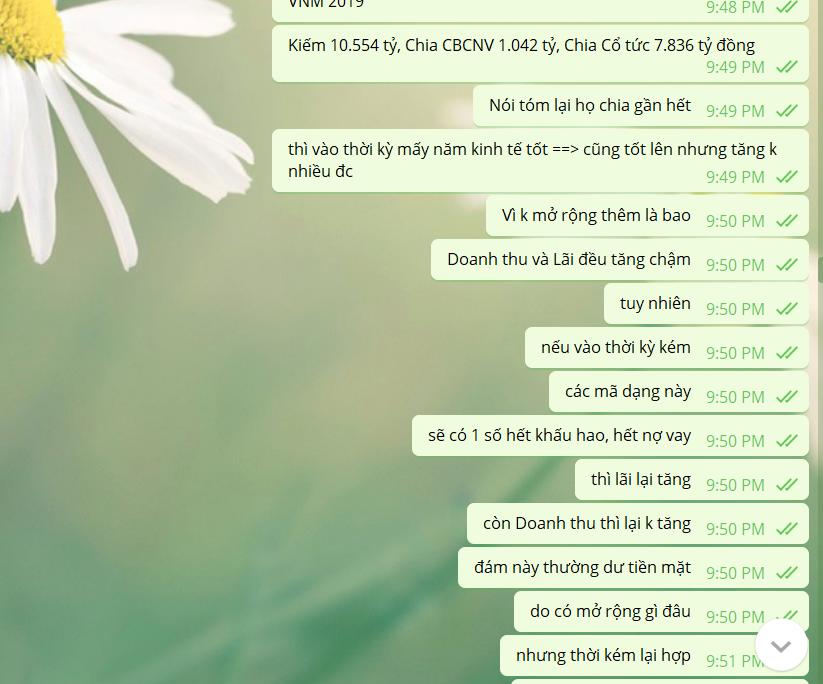 VNM 2019
9:48 PM
Kiếm 10.554 tỷ, Chia CBCNV 1.042 tỷ, Chia Cổ tức 7.836 tỷ đồng
9:49 PM
Nói tóm lại họ chia gần hết 9:49 PM
thì vào thời kỳ mấy năm kinh tế tốt ==> cũng tốt lên nhưng tăng k
nhiều đc 9:49 PM
Vì k mở rộng thêm là bao 9:50 PM
Doanh thu và Lãi đều tăng chậm 9:50 PM
tuy nhiên 9:50 PM
nếu vào thời kỳ kém 9:50 PM
các mã dạng này 9:50 PM
sẽ có 1 số hết khấu hao, hết nợ vay 9:50 PM
thì lãi lại tăng 9:50 PM
còn Doanh thu thì lại k tăng 9:50 PM
đám này thường dư tiền mặt 9:50 PM
do có mở rộng gì đâu 9:50 PM
nhưng thời kém lại hợp 9:51 PM